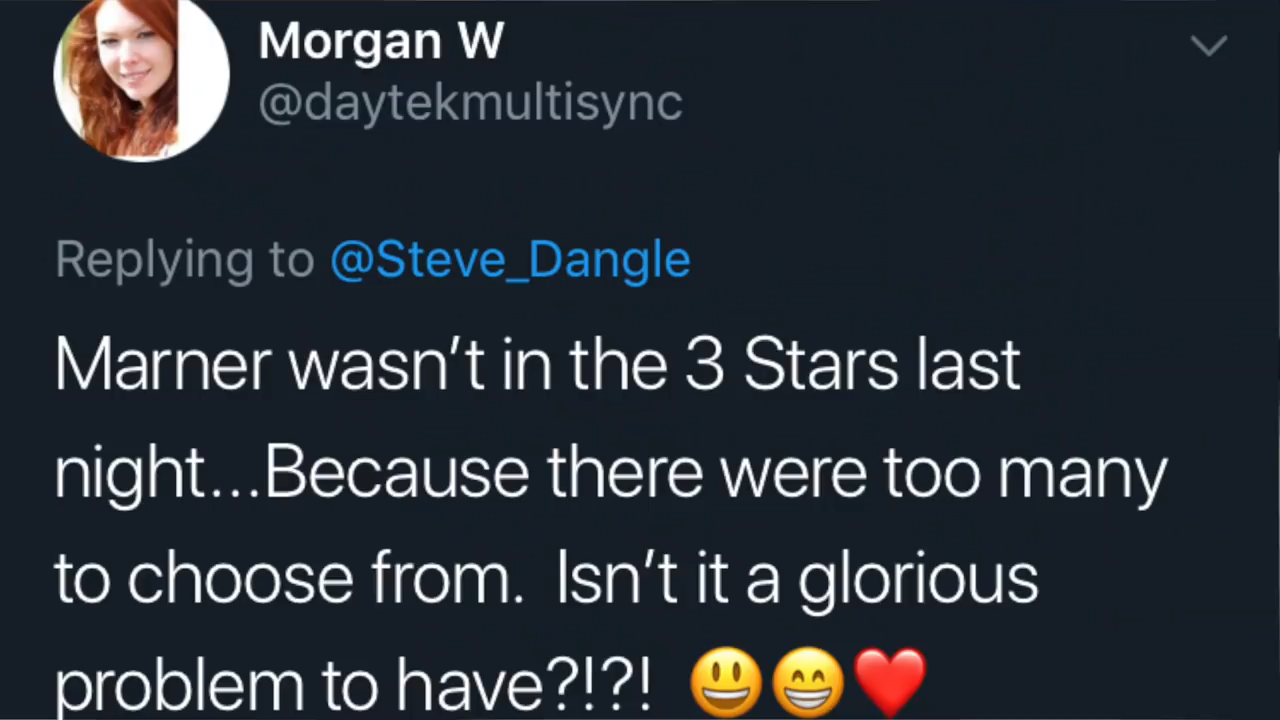 Morgan W
@daytekmultisync
Replying to @Steve_Dangle
Marner wasn’t in the 3 Stars last
night...Because there were too many
to choose from.  Isn’t it a glorious
problem to have?!?!  😃😁❤️